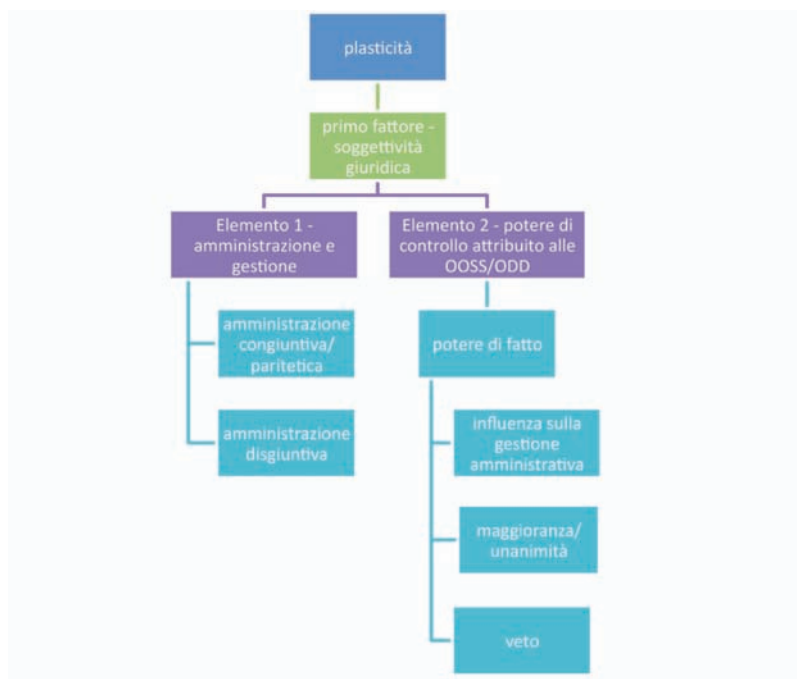 plasticità
primo fattore -
soggettività
giuridica
Elemento 1 -
amministrazione e
gestione
Elemento 2 - potere di
controllo attribuito alle
OOSS/ODD
amministrazione
congiuntiva/
paritetica
amministrazione
disgiuntiva
potere di fatto
influenza sulla
gestione
amministrativa
maggioranza/
unanimità
veto